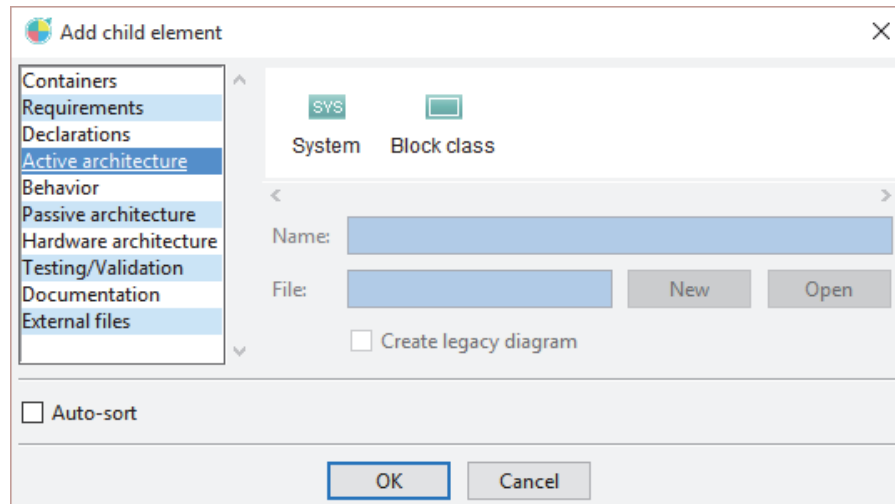 Add child element
Containers
Requirements
Declarations
Active architecture
Behavior
Passive architecture
Hardware architecture
Testing/Validation
Documentation
External files
SYS
System Block class
Name:
File: New Open
Create legacy diagram
Auto-sort
OK Cancel